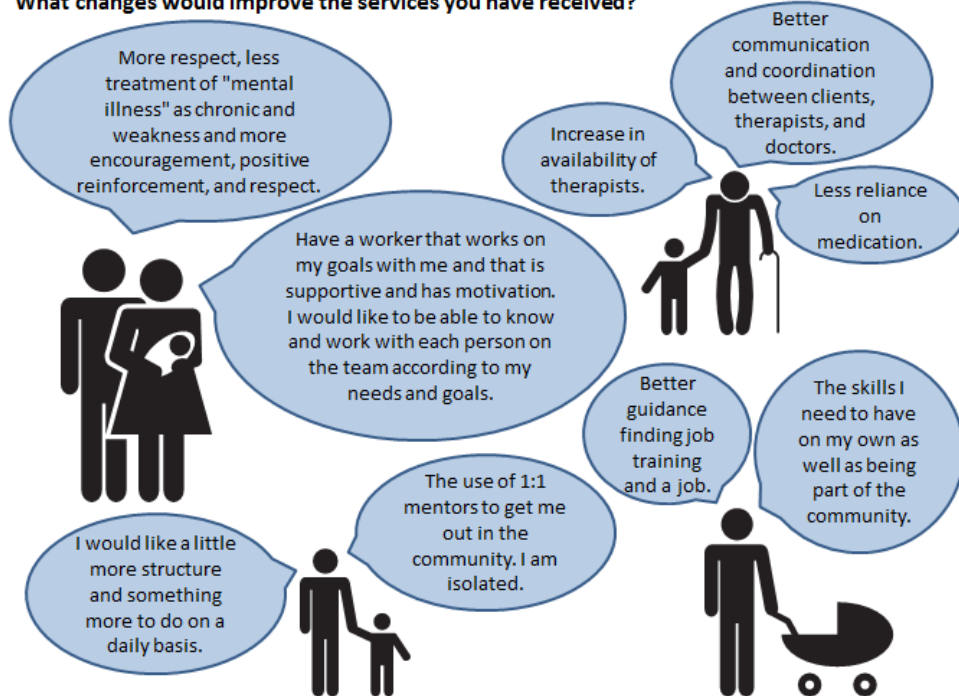 What changes would improve the services you have received?
More respect, less
treatment of "mental
illness" as chronic and
weakness and more
encouragement, positive
reinforcement, and respect.
Better
communication
and coordination
between clients,
therapists, and
doctors.
Increase in
availability of
therapists.
Less reliance
on
medication.
Have a worker that works on
my goals with me and that is
supportive and has motivation.
I would like to be able to know
and work with each person on
the team according to my
needs and goals.
Better
guidance
finding job
training
and a job.
The skills I
need to have
on my own as
well as being
part of the
community.
The use of 1:1
mentors to get me
out in the
community. I am
isolated.
I would like a little
more structure
and something
more to do on a
daily basis.